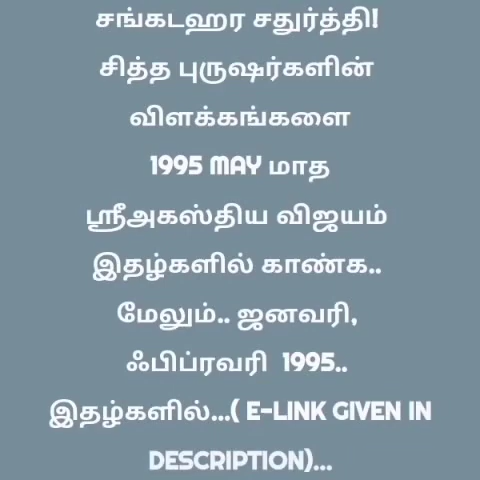 சங்கடஹர சதுர்த்தி!
சித்த புருஷர்களின்
விளக்கங்களை
1995 MAY மாத
ஸ்ரீஅகஸ்திய விஜயம்
இதழ்களில் காண்க..
மேலும்.. ஜனவரி,
ஃபிப்ரவரி 1995..
இதழ்களில்...( E-LINK GIVEN IN
DESCRIPTION)...